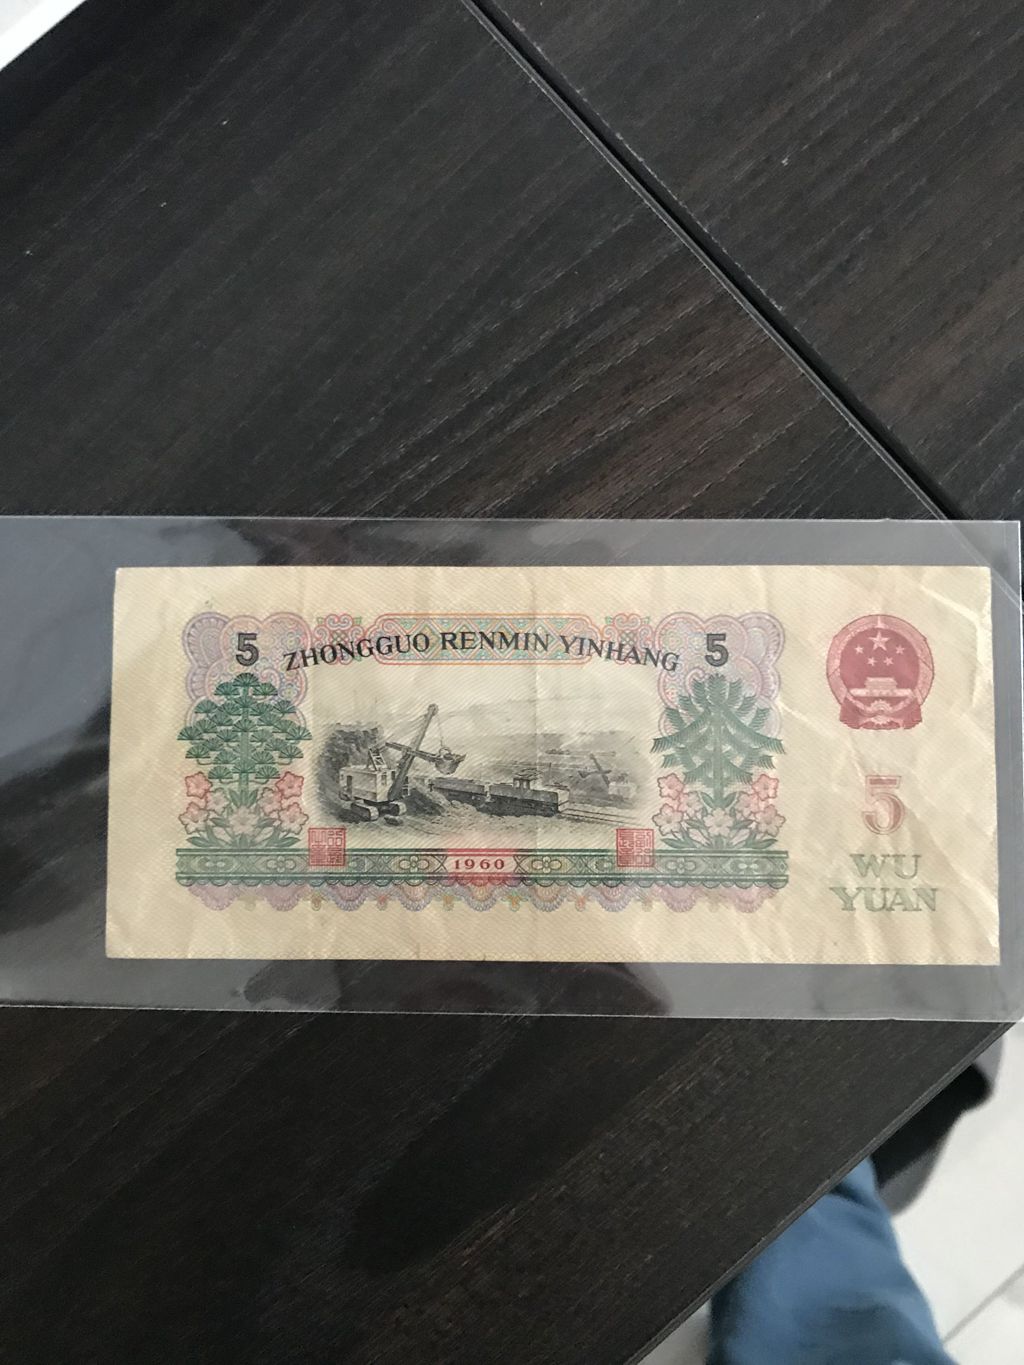 5 ZHONGGUO RENMIN YINHANG 5
5
WU
YUAN
1960